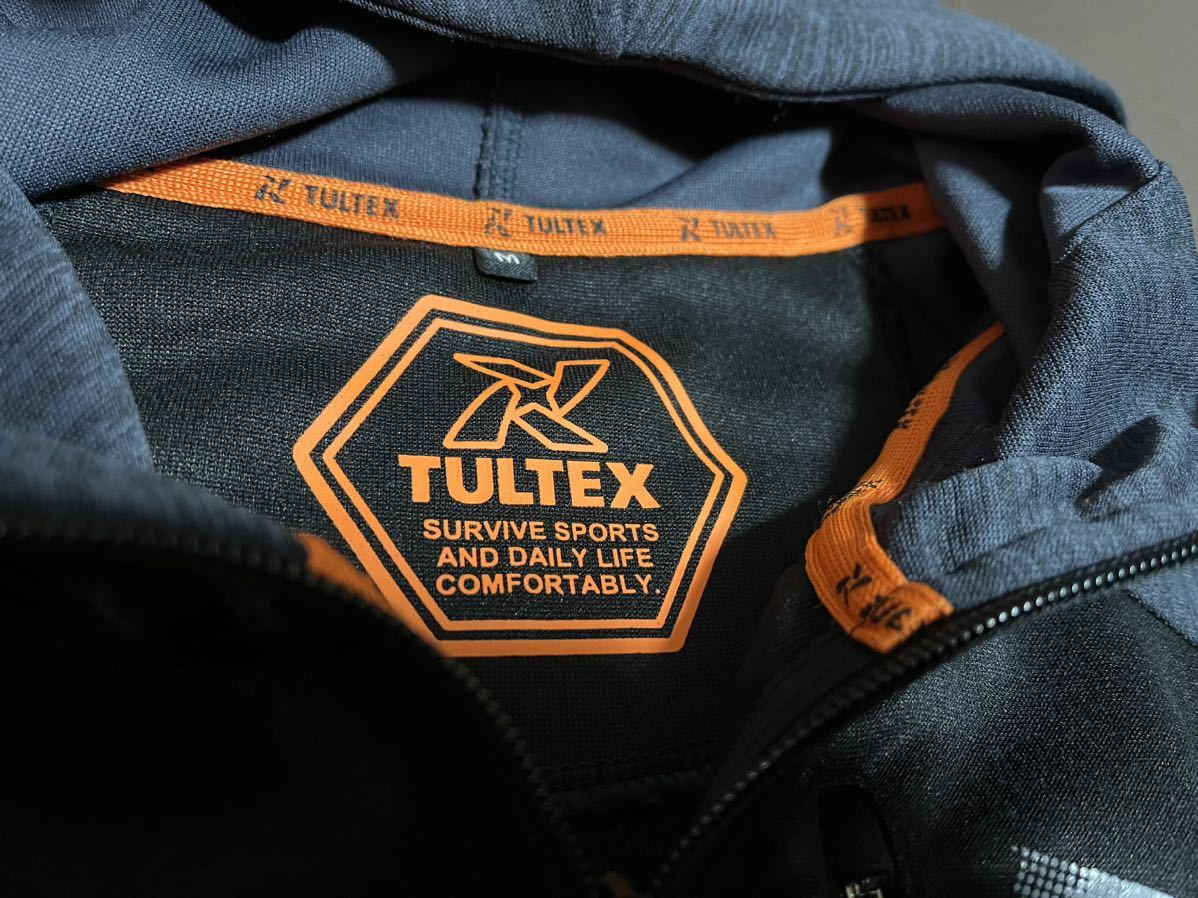 TULTEX TULTEX TULTEX TULTEX
M
TULTEX
SURVIVE SPORTS
AND DAILY LIFE
COMFORTABLY.